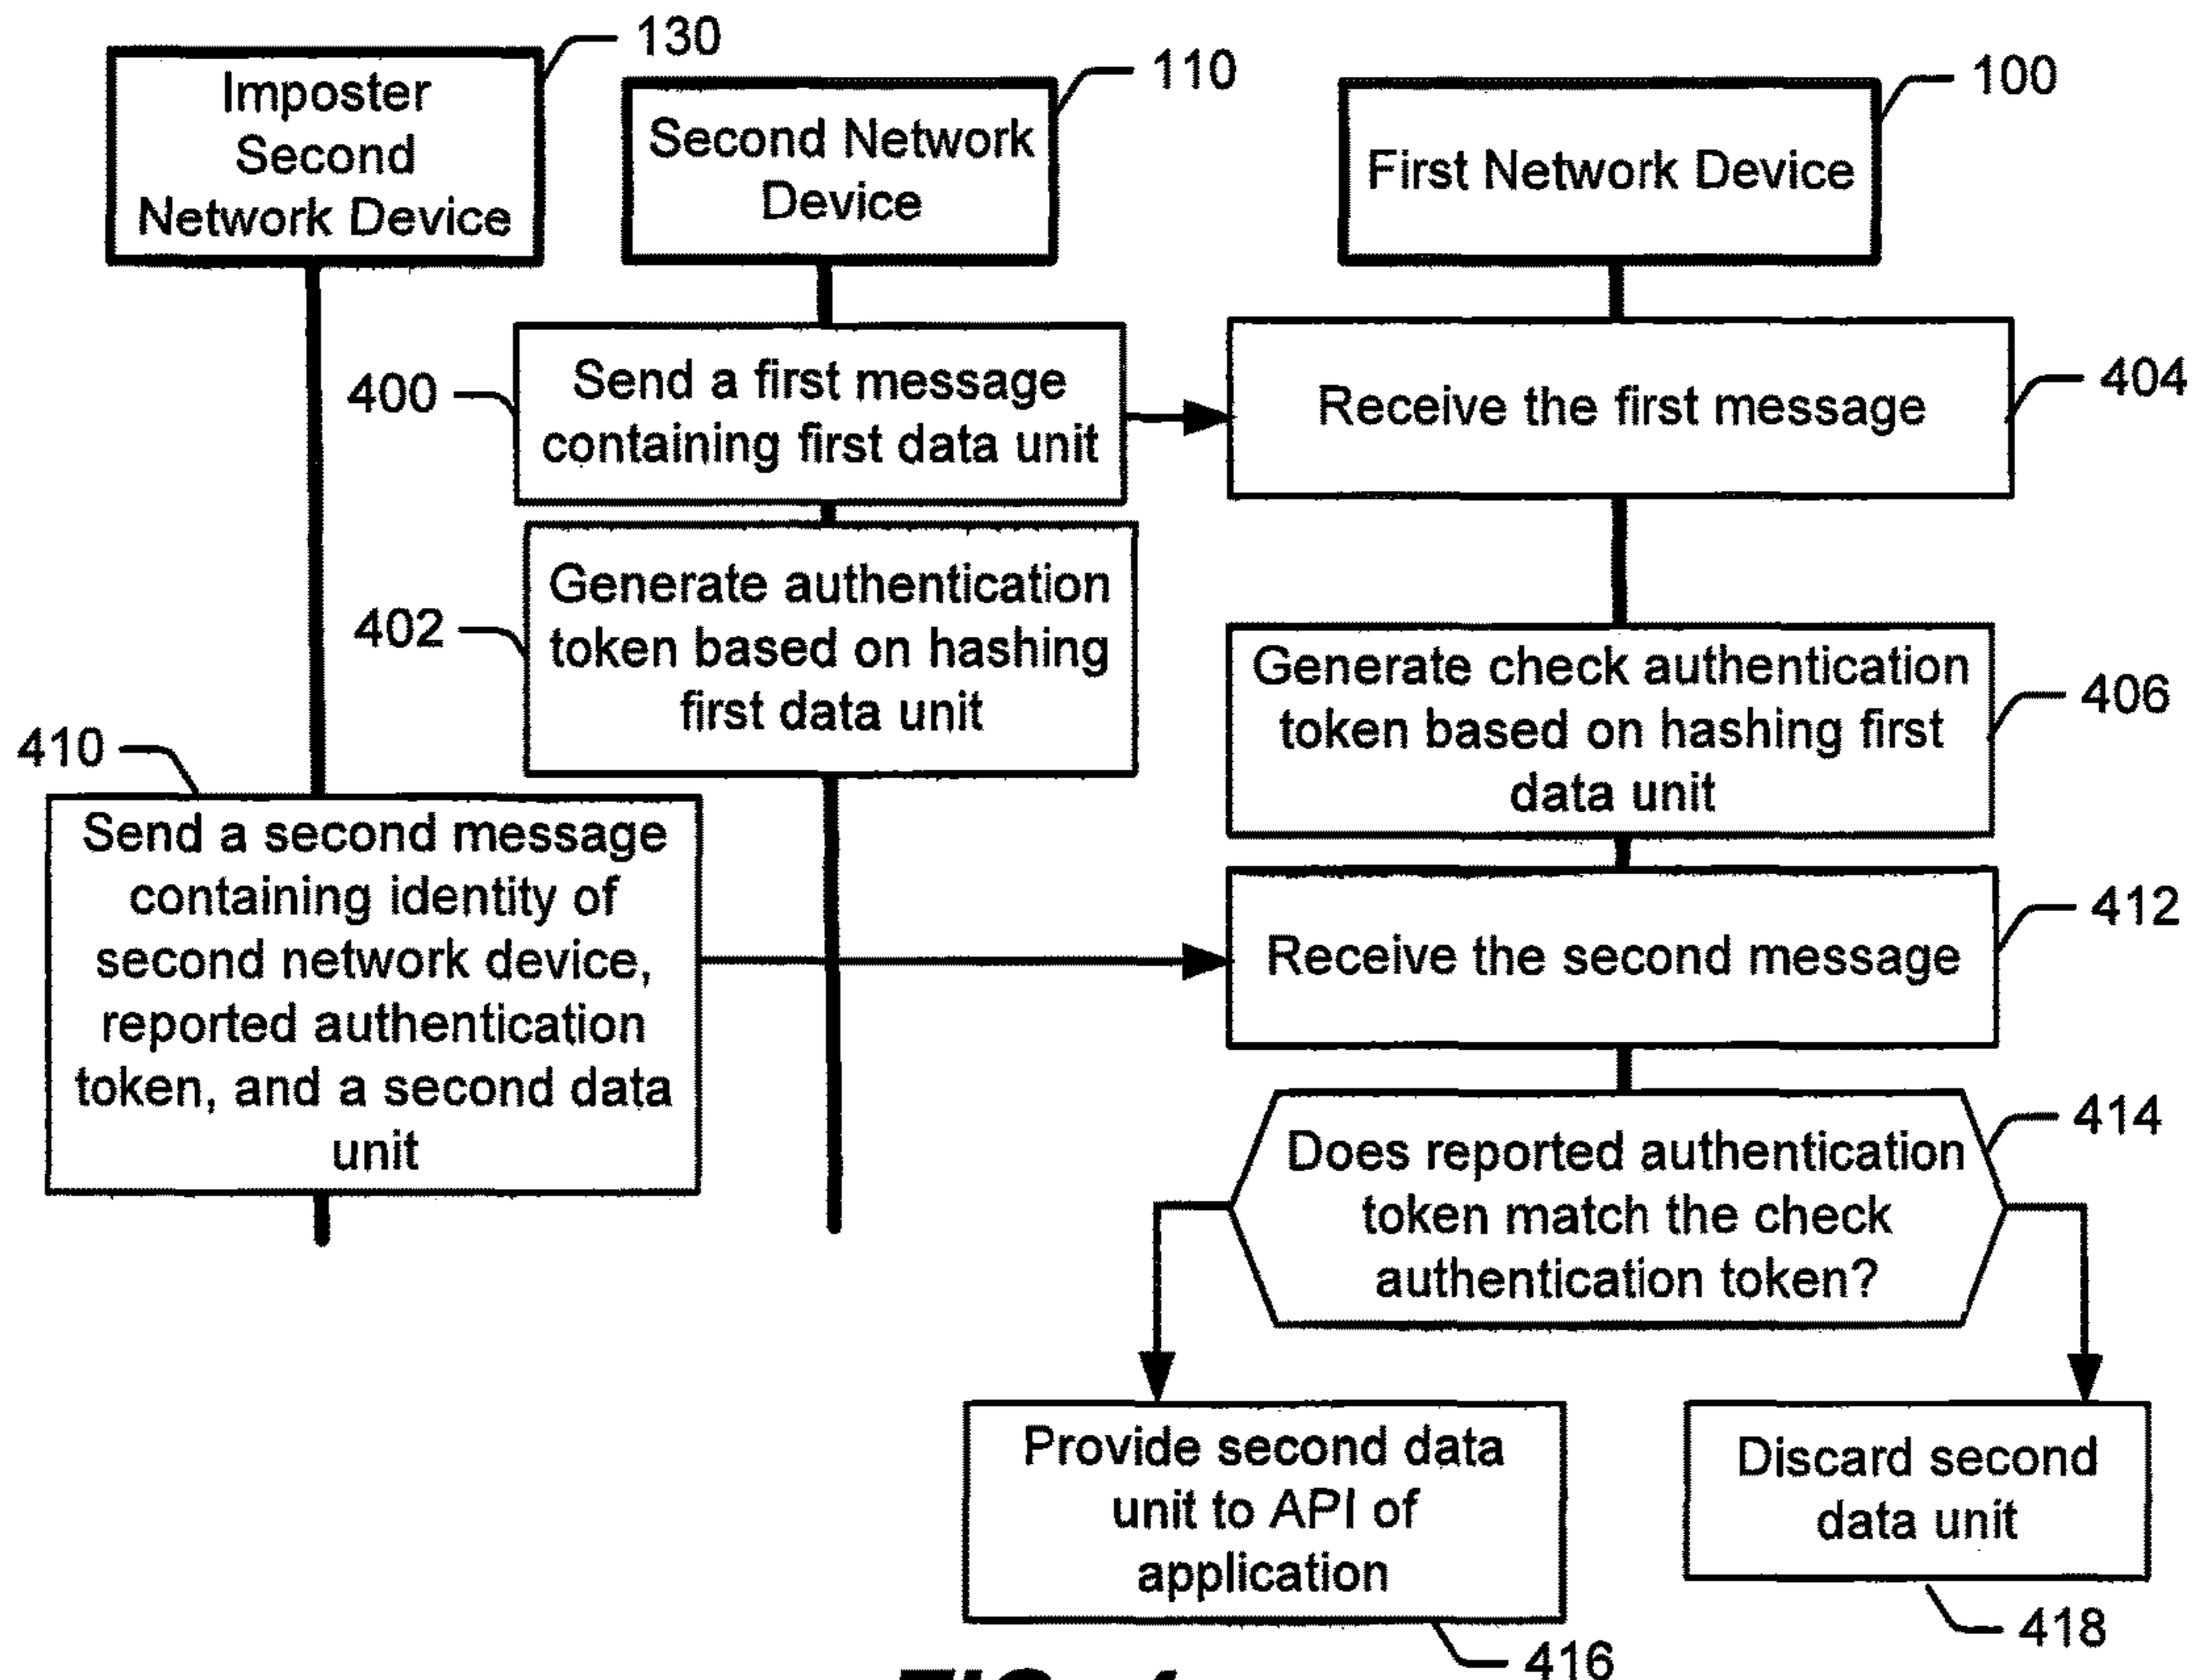 130
Imposter
Second
Network Device
110
Second Network
Device
100
First Network Device
400
Send a first message
containing first data unit
Receive the first message
404
402
Generate authentication
token based on hashing
first data unit
Generate check authentication
token based on hashing first
data unit
406
410
Send a second message
containing identity of
second network device,
reported authentication
token, and a second data
unit
Receive the second message
412
Does reported authentication
token match the check
authentication token?
414
Provide second data
unit to API of
application
416
Discard second
data unit
418